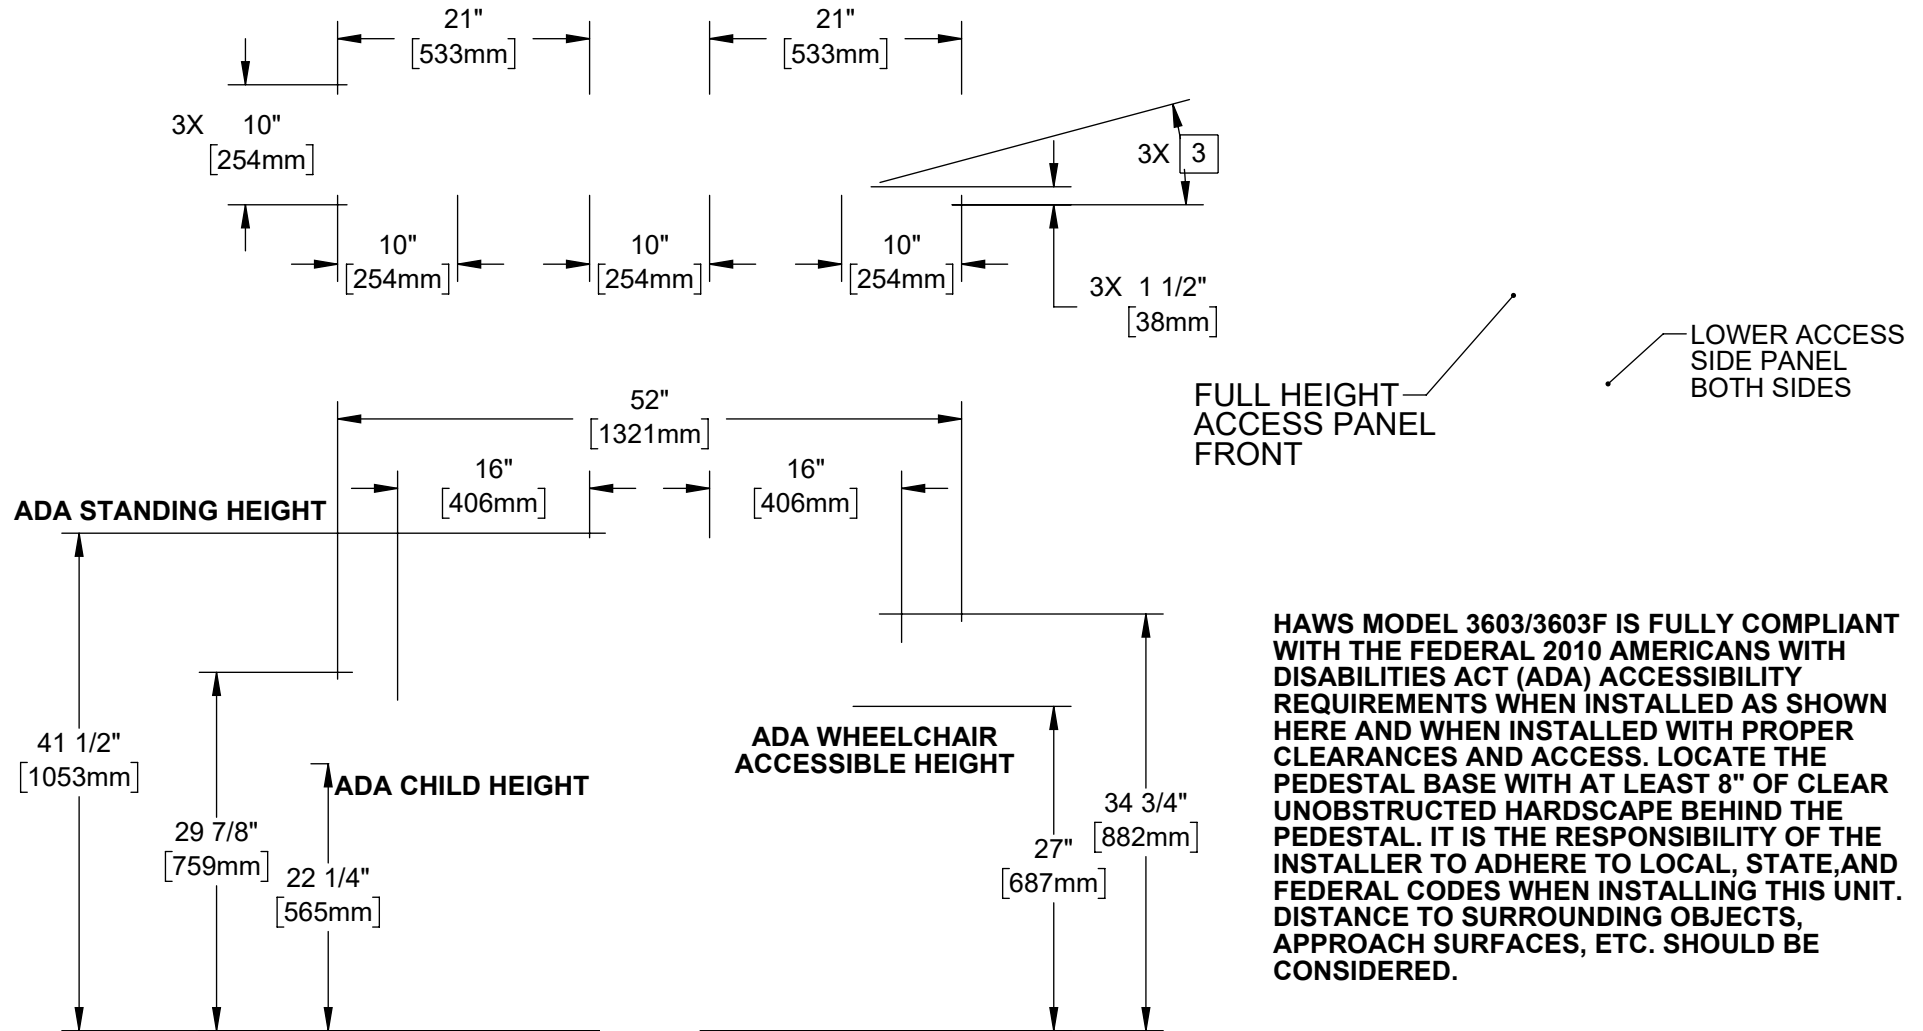 21"
[533mm]
21"
[533mm]
3X 10"
[254mm]
3X 3
10"
[254mm]
10"
[254mm]
10"
[254mm]
3X 1 1/2"
[38mm]
FULL HEIGHT
ACCESS PANEL
FRONT
LOWER ACCESS
SIDE PANEL
BOTH SIDES
52"
[1321mm]
16"
[406mm]
16"
[406mm]
ADA STANDING HEIGHT
41 1/2"
[1053mm]
29 7/8"
[759mm]
ADA CHILD HEIGHT
22 1/4"
[565mm]
ADA WHEELCHAIR
ACCESSIBLE HEIGHT
27"
[687mm]
34 3/4"
[882mm]
HAWS MODEL 3603/3603F IS FULLY COMPLIANT
WITH THE FEDERAL 2010 AMERICANS WITH
DISABILITIES ACT (ADA) ACCESSIBILITY
REQUIREMENTS WHEN INSTALLED AS SHOWN
HERE AND WHEN INSTALLED WITH PROPER
CLEARANCES AND ACCESS. LOCATE THE
PEDESTAL BASE WITH AT LEAST 8" OF CLEAR
UNOBSTRUCTED HARDSCAPE BEHIND THE
PEDESTAL. IT IS THE RESPONSIBILITY OF THE
INSTALLER TO ADHERE TO LOCAL, STATE,AND
FEDERAL CODES WHEN INSTALLING THIS UNIT.
DISTANCE TO SURROUNDING OBJECTS,
APPROACH SURFACES, ETC. SHOULD BE
CONSIDERED.